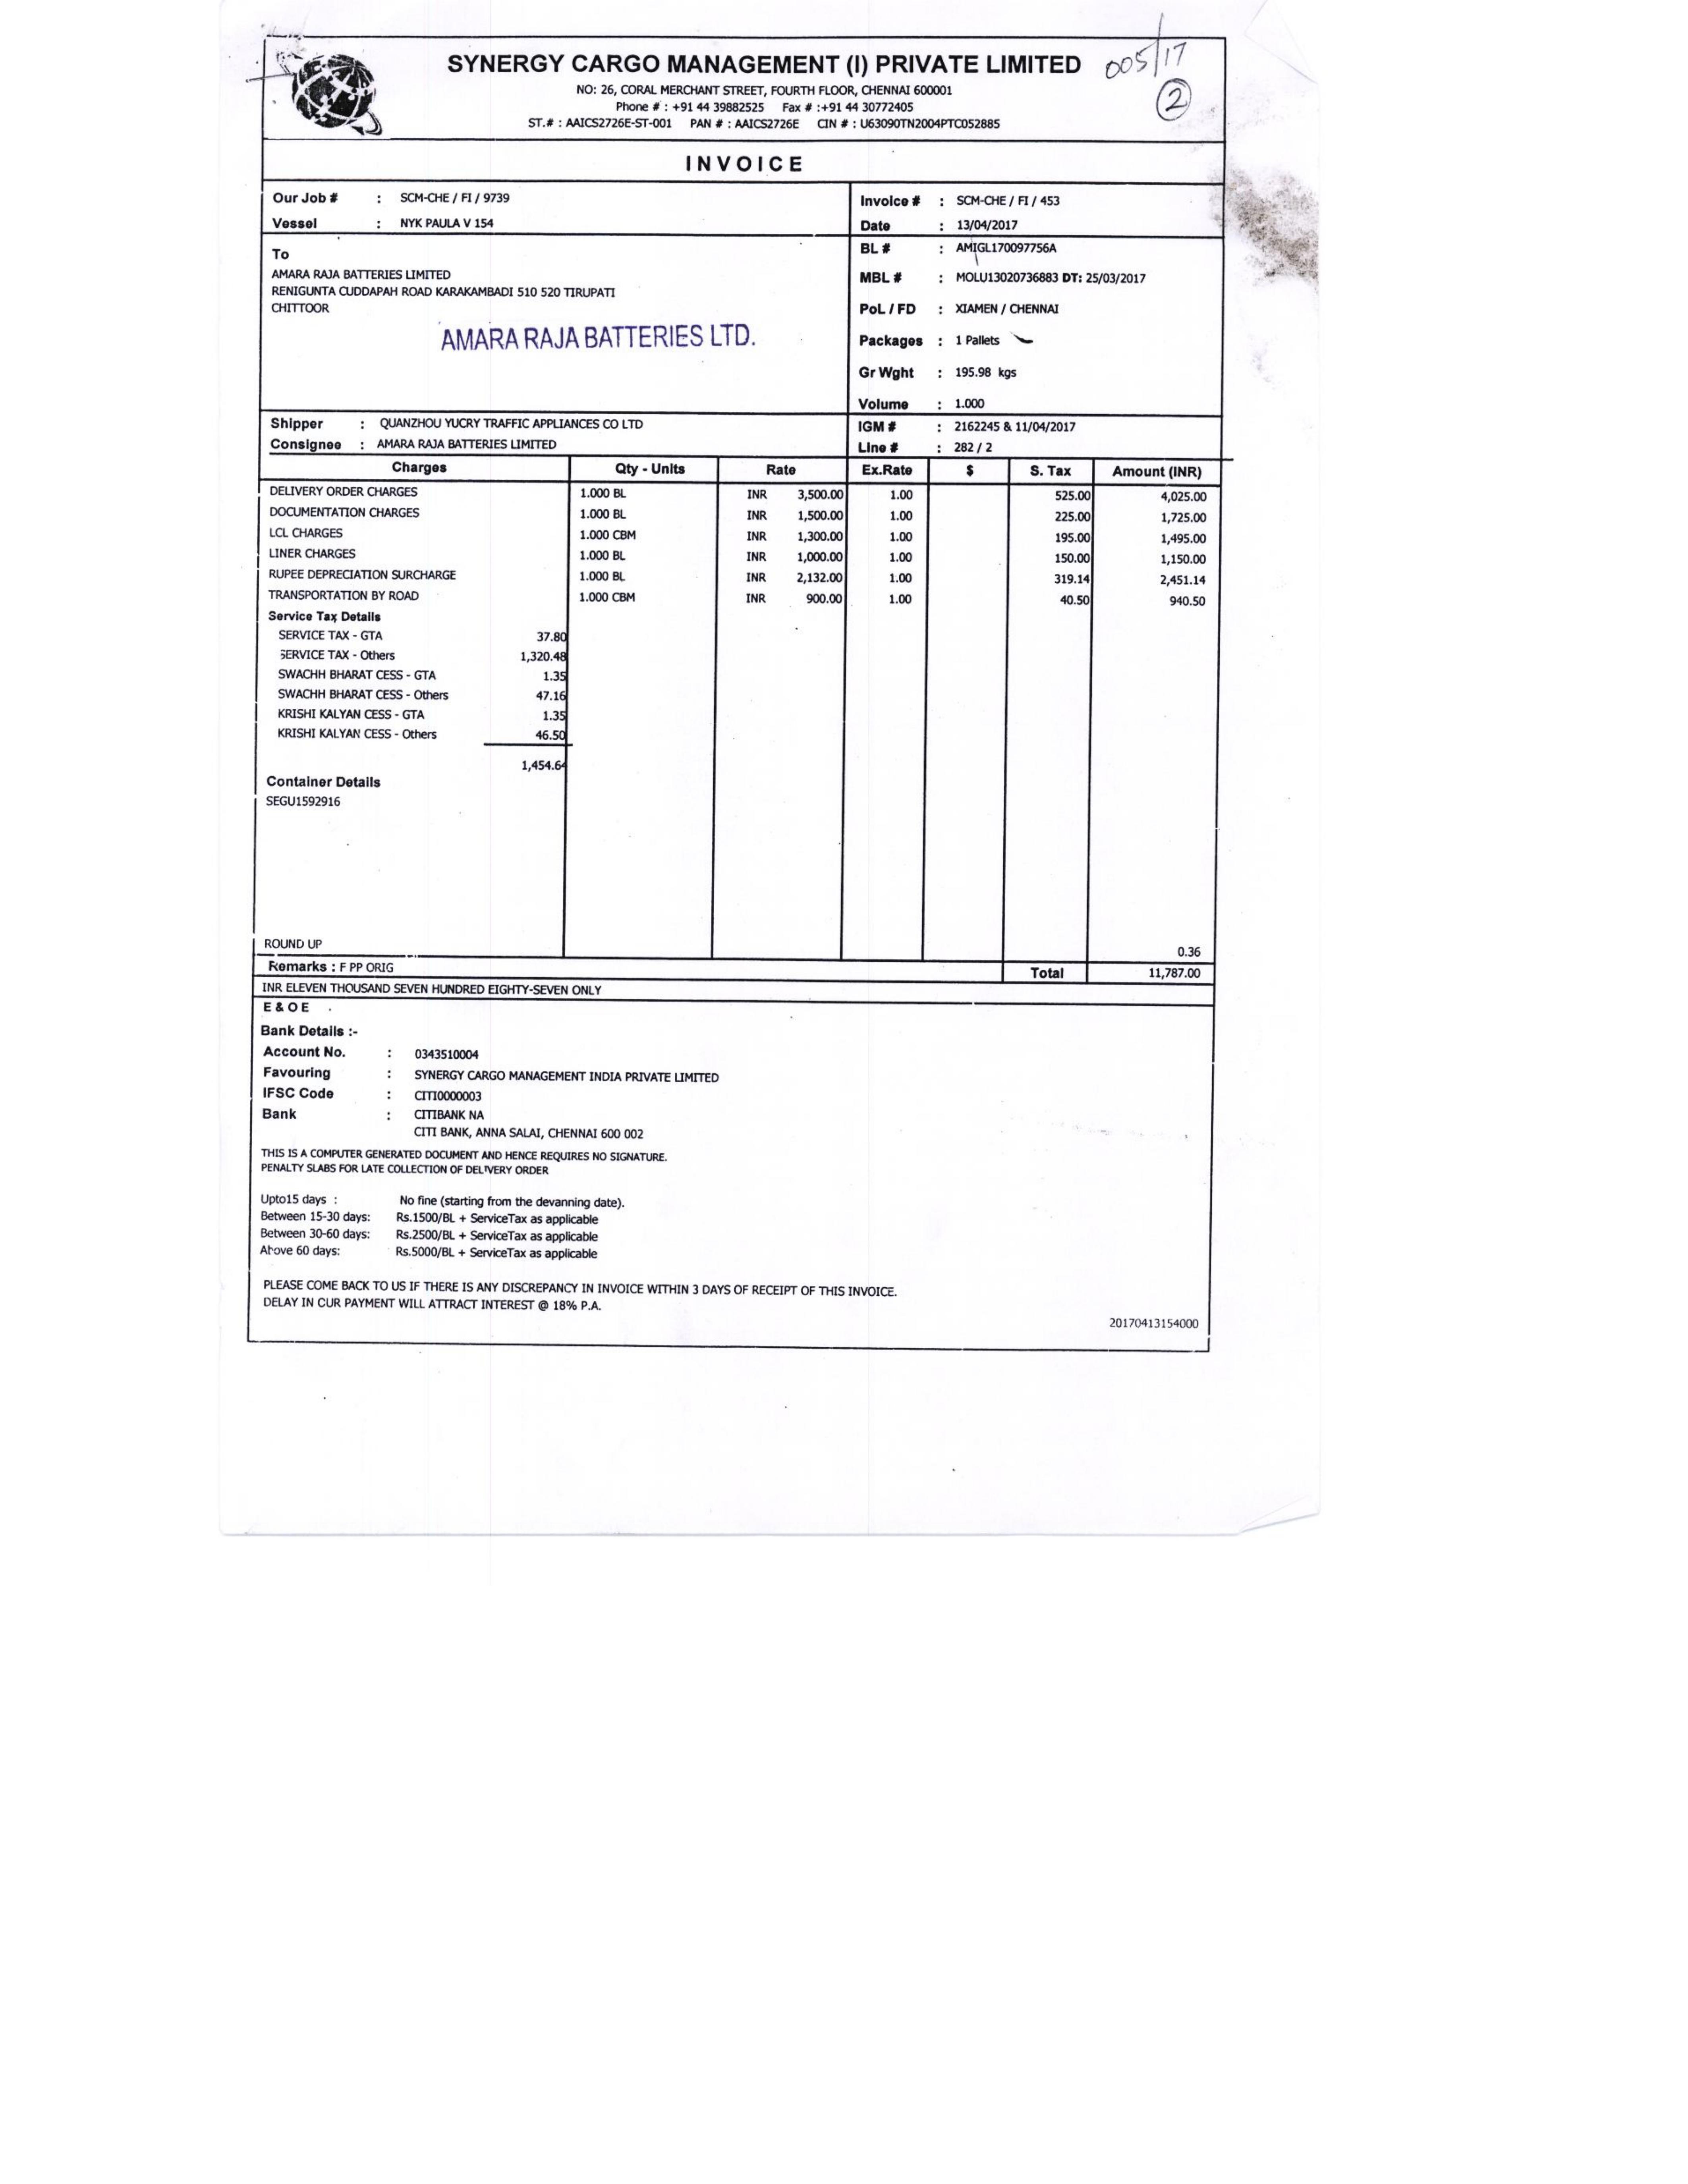 SYNERGY CARGO MANAGEMENT (I) PRIVATE LIMITED
005/17
2
NO: 26, CORAL MERCHANT STREET, FOURTH FLOOR, CHENNAI 600001
Phone # : +91 44 39882525 Fax # :+91 44 30772405
ST.# : AAICS2726E-ST-001 PAN # : AAICS2726E CIN # : U63090TN2004PTC052885
INVOICE
Our Job # : SCM-CHE / FI / 9739
Vessel : NYK PAULA V 154
Invoice # : SCM-CHE / FI / 453
Date : 13/04/2017
To
AMARA RAJA BATTERIES LIMITED
RENIGUNTA CUDDAPAH ROAD KARAKAMBADI 510 520 TIRUPATI
CHITTOOR
AMARA RAJA BATTERIES LTD.
BL # : AMIGL170097756A
MBL # : MOLU13020736883 DT: 25/03/2017
PoL / FD : XIAMEN / CHENNAI
Packages : 1 Pallets
Gr Wght : 195.98 kgs
Volume : 1.000
Shipper : QUANZHOU YUCRY TRAFFIC APPLIANCES CO LTD
Consignee : AMARA RAJA BATTERIES LIMITED
IGM # : 2162245 & 11/04/2017
Line # : 282 / 2
Charges Qty - Units Rate Ex.Rate $ S. Tax Amount (INR)
DELIVERY ORDER CHARGES 1.000 BL INR 3,500.00 1.00 525.00 4,025.00
DOCUMENTATION CHARGES 1.000 BL INR 1,500.00 1.00 225.00 1,725.00
LCL CHARGES 1.000 CBM INR 1,300.00 1.00 195.00 1,495.00
LINER CHARGES 1.000 BL INR 1,000.00 1.00 150.00 1,150.00
RUPEE DEPRECIATION SURCHARGE 1.000 BL INR 2,132.00 1.00 319.14 2,451.14
TRANSPORTATION BY ROAD 1.000 CBM INR 900.00 1.00 40.50 940.50
Service Tax Details
SERVICE TAX - GTA 37.80
SERVICE TAX - Others 1,320.48
SWACHH BHARAT CESS - GTA 1.35
SWACHH BHARAT CESS - Others 47.16
KRISHI KALYAN CESS - GTA 1.35
KRISHI KALYAN CESS - Others 46.50
1,454.64
Container Details
SEGU1592916
ROUND UP 0.36
Remarks : F PP ORIG Total 11,787.00
INR ELEVEN THOUSAND SEVEN HUNDRED EIGHTY-SEVEN ONLY
E & O E
Bank Details :-
Account No. : 0343510004
Favouring : SYNERGY CARGO MANAGEMENT INDIA PRIVATE LIMITED
IFSC Code : CITI0000003
Bank : CITIBANK NA
CITI BANK, ANNA SALAI, CHENNAI 600 002
THIS IS A COMPUTER GENERATED DOCUMENT AND HENCE REQUIRES NO SIGNATURE.
PENALTY SLABS FOR LATE COLLECTION OF DELIVERY ORDER
Upto15 days : No fine (starting from the devanning date).
Between 15-30 days: Rs.1500/BL + ServiceTax as applicable
Between 30-60 days: Rs.2500/BL + ServiceTax as applicable
Above 60 days: Rs.5000/BL + ServiceTax as applicable
PLEASE COME BACK TO US IF THERE IS ANY DISCREPANCY IN INVOICE WITHIN 3 DAYS OF RECEIPT OF THIS INVOICE.
DELAY IN OUR PAYMENT WILL ATTRACT INTEREST @ 18% P.A.
20170413154000